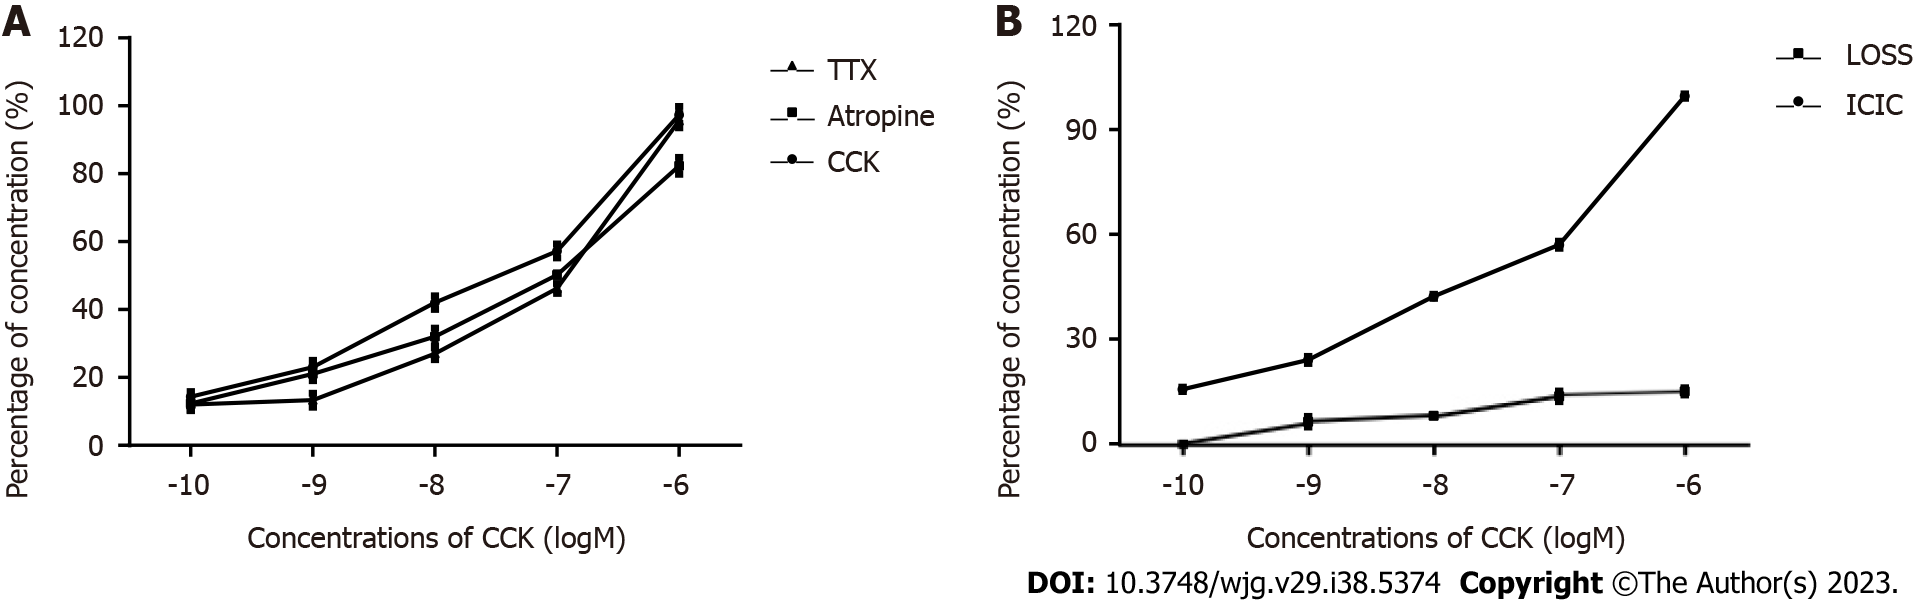 A
120
100
80
60
40
20
0
Percentage of concentration (%)
-10 -9 -8 -7 -6
Concentrations of CCK (logM)
TTX
Atropine
CCK
B
120
90
60
30
0
Percentage of concentration (%)
-10 -9 -8 -7 -6
Concentrations of CCK (logM)
LOSS
ICIC
DOI: 10.3748/wjg.v29.i38.5374 Copyright ©The Author(s) 2023.